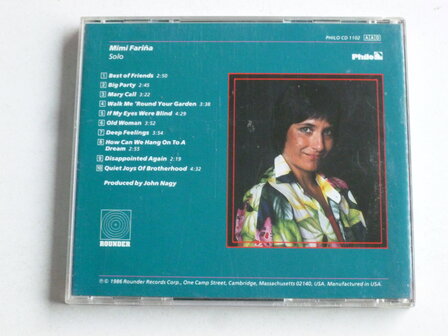 Mimi Fariña
Solo
PHILO CD 1102 AAD
Philo
1 Best of Friends 2:50
2 Big Party 2:45
3 Mary Call 3:22
4 Walk Me 'Round Your Garden 3:38
5 If My Eyes Were Blind 4:29
6 Old Woman 3:52
7 Deep Feelings 3:54
8 How Can We Hang On To A
Dream 2:55
9 Disappointed Again 2:19
10 Quiet Joys Of Brotherhood 4:32
Produced by John Nagy
ROUNDER
℗ © 1986 Rounder Records Corp., One Camp Street, Cambridge, Massachusetts 02140, USA. Manufactured in USA